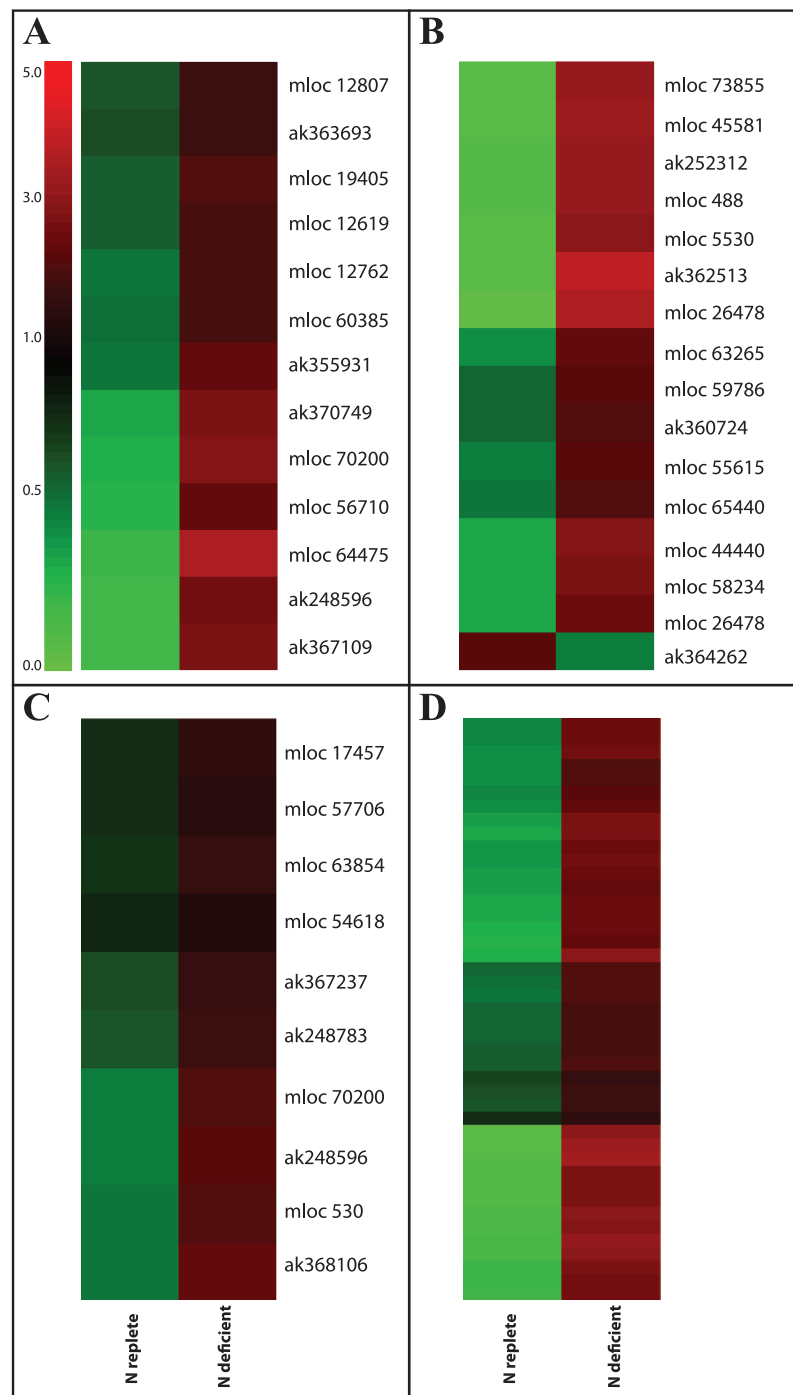 A
5.0
3.0
1.0
0.5
0.0
mloc 12807
ak363693
mloc 19405
mloc 12619
mloc 12762
mloc 60385
ak355931
ak370749
mloc 70200
mloc 56710
mloc 64475
ak248596
ak367109
B
mloc 73855
mloc 45581
ak252312
mloc 488
mloc 5530
ak362513
mloc 26478
mloc 63265
mloc 59786
ak360724
mloc 55615
mloc 65440
mloc 44440
mloc 58234
mloc 26478
ak364262
C
mloc 17457
mloc 57706
mloc 63854
mloc 54618
ak367237
ak248783
mloc 70200
ak248596
mloc 530
ak368106
N replete
N deficient
D
N replete
N deficient